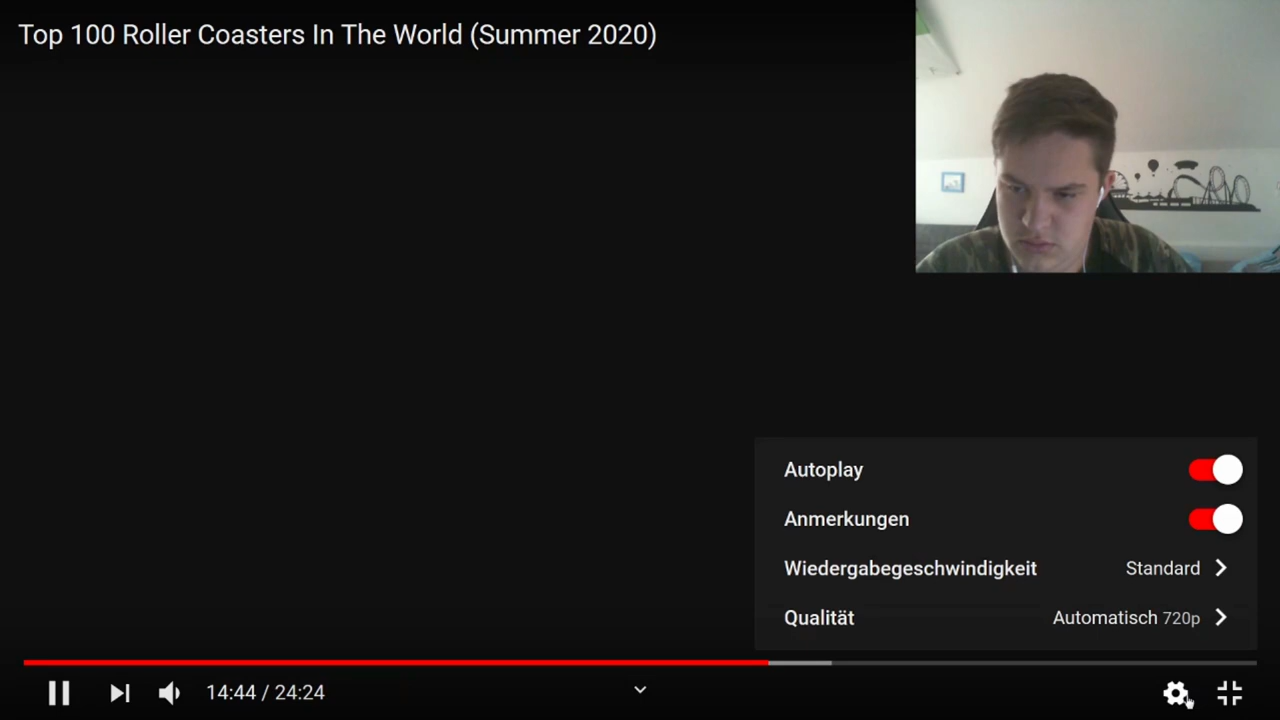 Top 100 Roller Coasters In The World (Summer 2020)
Autoplay
Anmerkungen
Wiedergabegeschwindigkeit Standard
Qualität Automatisch 720p
14:44 / 24:24